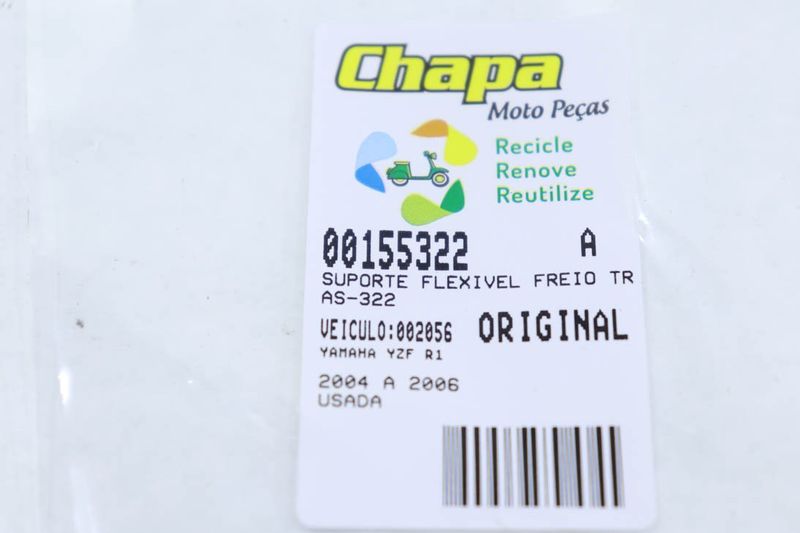 Chapa
Moto Peças
Recicle
Renove
Reutilize
00155322 A
SUPORTE FLEXIVEL FREIO TR
AS-322
VEICULO:002056 ORIGINAL
YAMAHA YZF R1
2004 A 2006
USADA